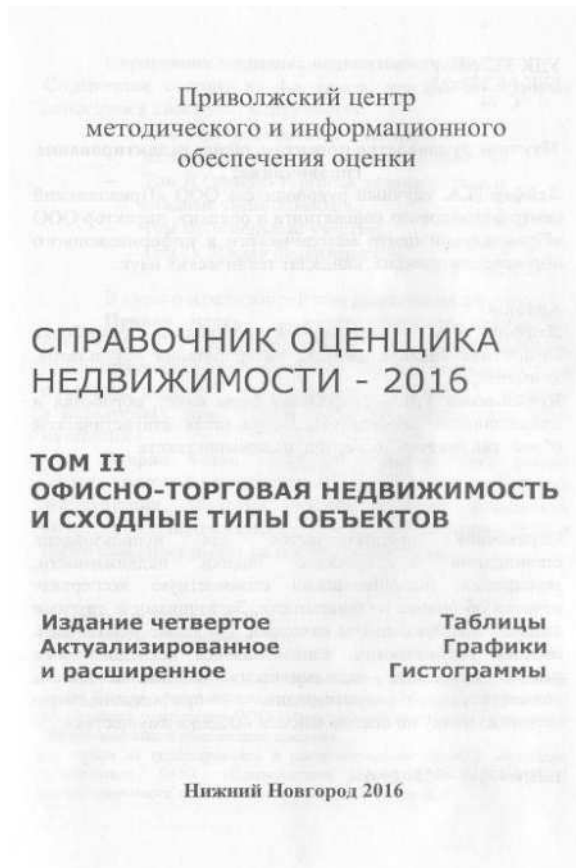 Приволжский центр
методического и информационного
обеспечения оценки
СПРАВОЧНИК ОЦЕНЩИКА
НЕДВИЖИМОСТИ - 2016
ТОМ II
ОФИСНО-ТОРГОВАЯ НЕДВИЖИМОСТЬ
И СХОДНЫЕ ТИПЫ ОБЪЕКТОВ
Издание четвертое
Актуализированное
и расширенное
Таблицы
Графики
Гистограммы
Нижний Новгород 2016